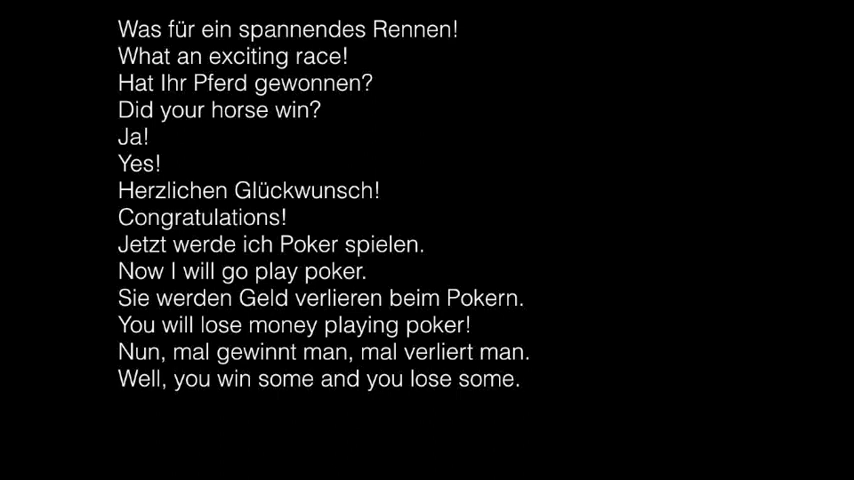 Was für ein spannendes Rennen!
What an exciting race!
Hat Ihr Pferd gewonnen?
Did your horse win?
Ja!
Yes!
Herzlichen Glückwunsch!
Congratulations!
Jetzt werde ich Poker spielen.
Now I will go play poker.
Sie werden Geld verlieren beim Pokern.
You will lose money playing poker!
Nun, mal gewinnt man, mal verliert man.
Well, you win some and you lose some.